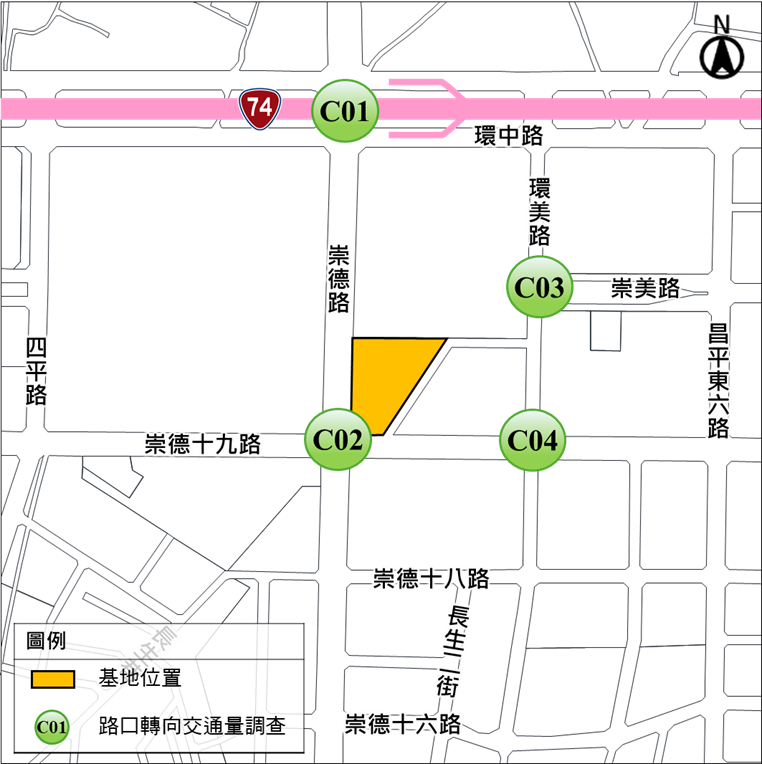 N
74
C01
環中路
環美路
崇德路
C03
崇美路
四平路
昌平東六路
崇德十九路
C02
C04
崇德十八路
長生二街
圖例
基地位置
C01
路口轉向交通量調查
崇德十六路